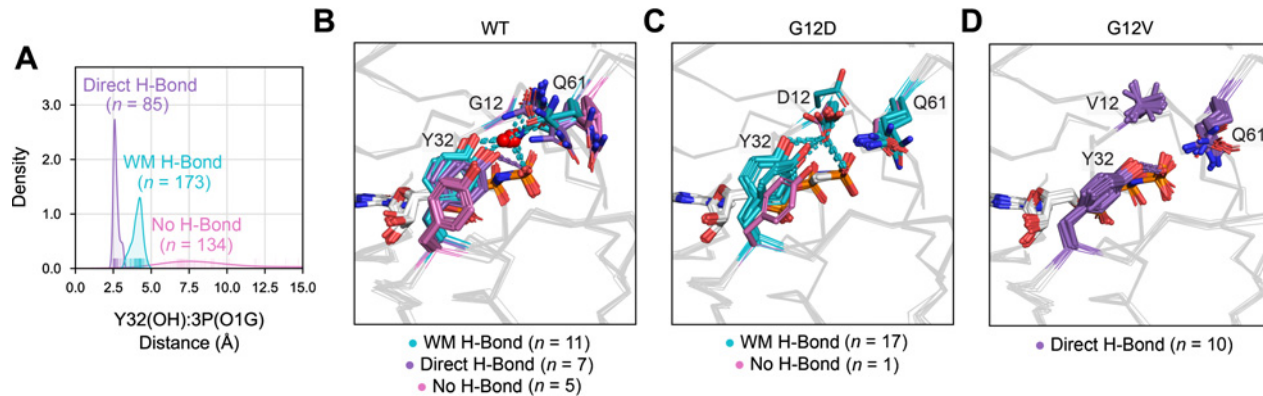 A
Density
3.0
2.0
1.0
0.0
Direct H-Bond
(n = 85)
WM H-Bond
(n = 173)
No H-Bond
(n = 134)
0.0 2.5 5.0 7.5 10.0 12.5 15.0
Y32(OH):3P(O1G)
Distance (Å)
B
WT
Q61
G12
Y32
WM H-Bond (n = 11)
Direct H-Bond (n = 7)
No H-Bond (n = 5)
C
G12D
D12
Q61
Y32
WM H-Bond (n = 17)
No H-Bond (n = 1)
D
G12V
V12
Q61
Y32
Direct H-Bond (n = 10)